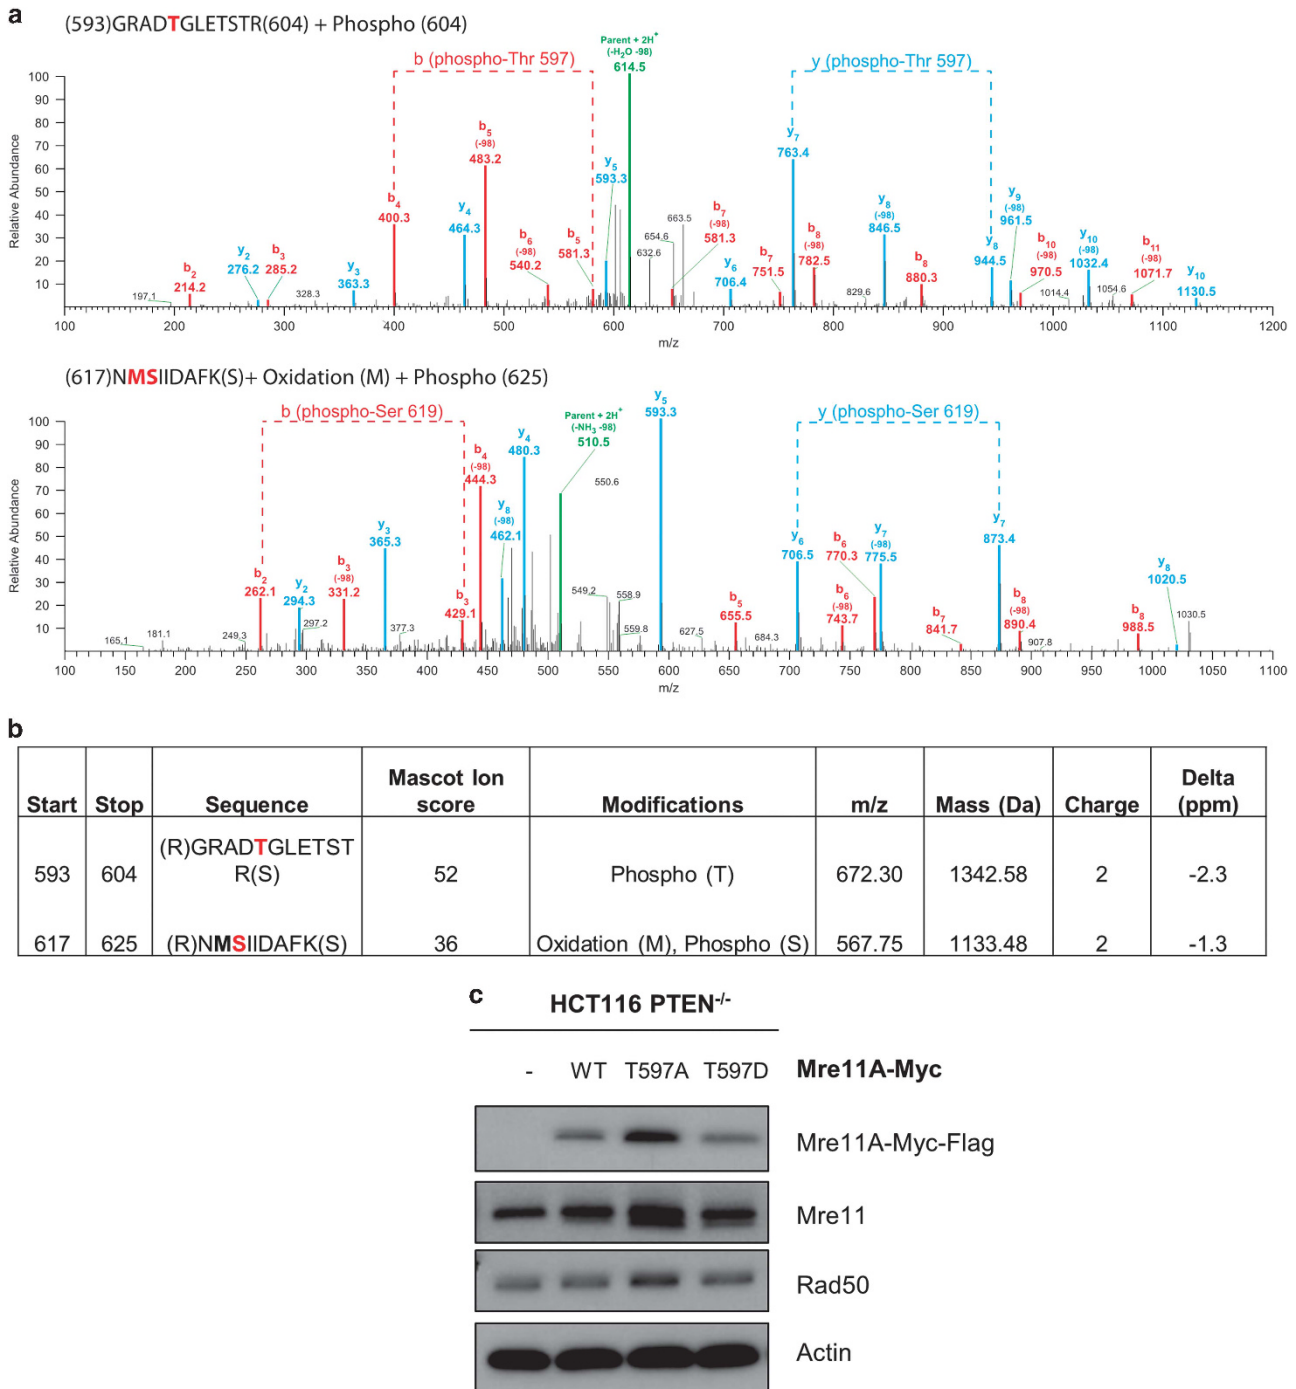 a
(593)GRADTGLETSTR(604) + Phospho (604)
Relative Abundance
100
90
80
70
60
50
40
30
20
10
b (phospho-Thr 597)
Parent + 2H⁺
(-H₂O -98)
614.5
y (phospho-Thr 597)
197.1
b₂
214.2
y₂
276.2
b₃
285.2
328.3
y₃
363.3
b₄
400.3
y₄
464.3
b₅
(-98)
483.2
b₆
(-98)
540.2
b₅
581.3
y₅
593.3
632.6
654.6
663.5
b₇
(-98)
581.3
y₆
706.4
b₇
751.5
y₇
763.4
b₈
(-98)
782.5
829.6
y₈
(-98)
846.5
b₈
880.3
y₈
944.5
y₉
(-98)
961.5
b₁₀
(-98)
970.5
1014.4
y₁₀
(-98)
1032.4
1054.6
b₁₁
(-98)
1071.7
y₁₀
1130.5
100 200 300 400 500 600 700 800 900 1000 1100 1200
m/z
(617)NMSIIDAFK(S)+ Oxidation (M) + Phospho (625)
Relative Abundance
100
90
80
70
60
50
40
30
20
10
b (phospho-Ser 619)
Parent + 2H⁺
(-NH₃ -98)
510.5
y (phospho-Ser 619)
165.1
181.1
249.3
b₂
262.1
y₂
294.3
297.2
b₃
(-98)
331.2
y₃
365.3
377.3
b₃
429.1
b₄
(-98)
444.3
y₈
(-98)
462.1
y₄
480.3
549.2
550.6
558.9
559.8
y₅
593.3
627.5
b₅
655.5
684.3
y₆
706.5
b₆
(-98)
743.7
b₆
770.3
y₇
(-98)
775.5
b₇
841.7
y₇
873.4
b₈
(-98)
890.4
907.8
b₈
988.5
y₈
1020.5
1030.5
100 150 200 250 300 350 400 450 500 550 600 650 700 750 800 850 900 950 1000 1050 1100
m/z
b
Start Stop Sequence Mascot Ion score Modifications m/z Mass (Da) Charge Delta (ppm)
593 604 (R)GRADTGLETSTR(S) 52 Phospho (T) 672.30 1342.58 2 -2.3
617 625 (R)NMSIIDAFK(S) 36 Oxidation (M), Phospho (S) 567.75 1133.48 2 -1.3
c
HCT116 PTEN⁻/⁻
- WT T597A T597D Mre11A-Myc
Mre11A-Myc-Flag
Mre11
Rad50
Actin